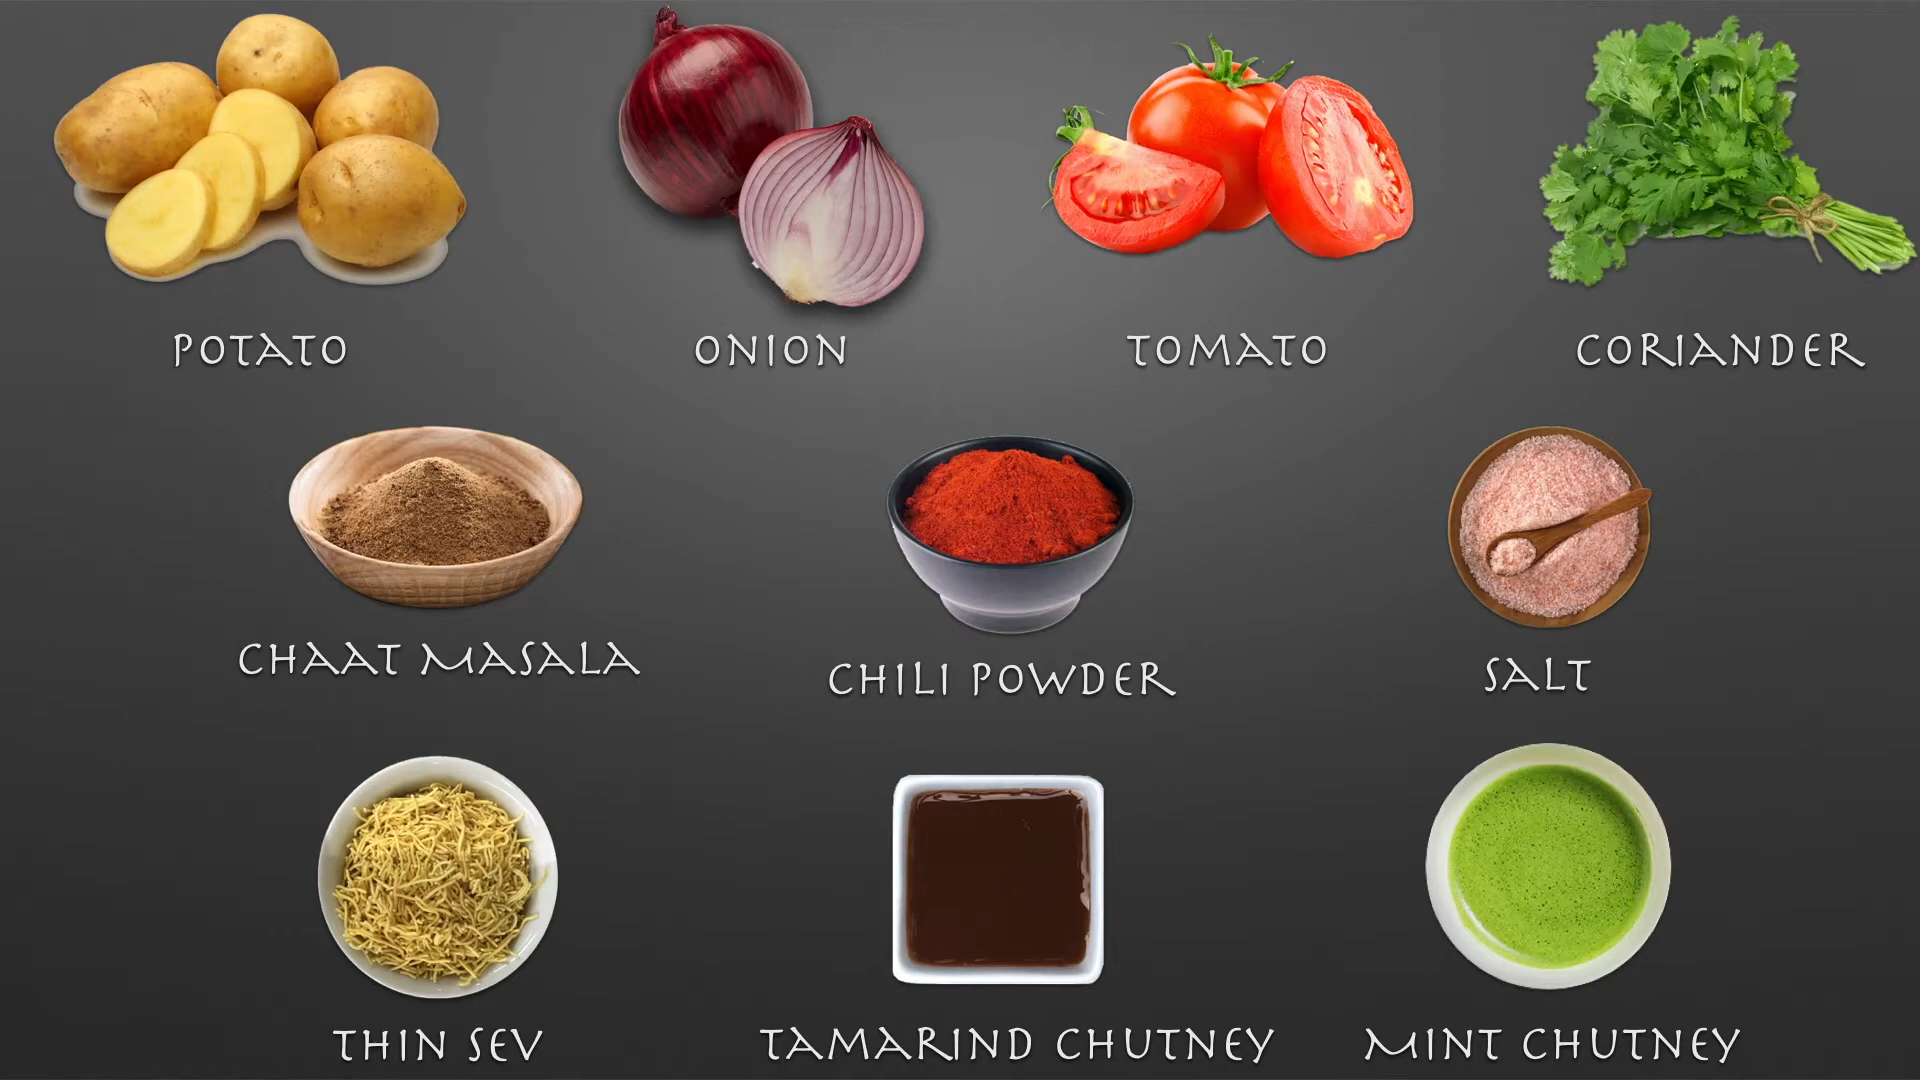 POTATO
ONION
TOMATO
CORIANDER
CHAAT MASALA
CHILI POWDER
SALT
THIN SEV
TAMARIND CHUTNEY
MINT CHUTNEY